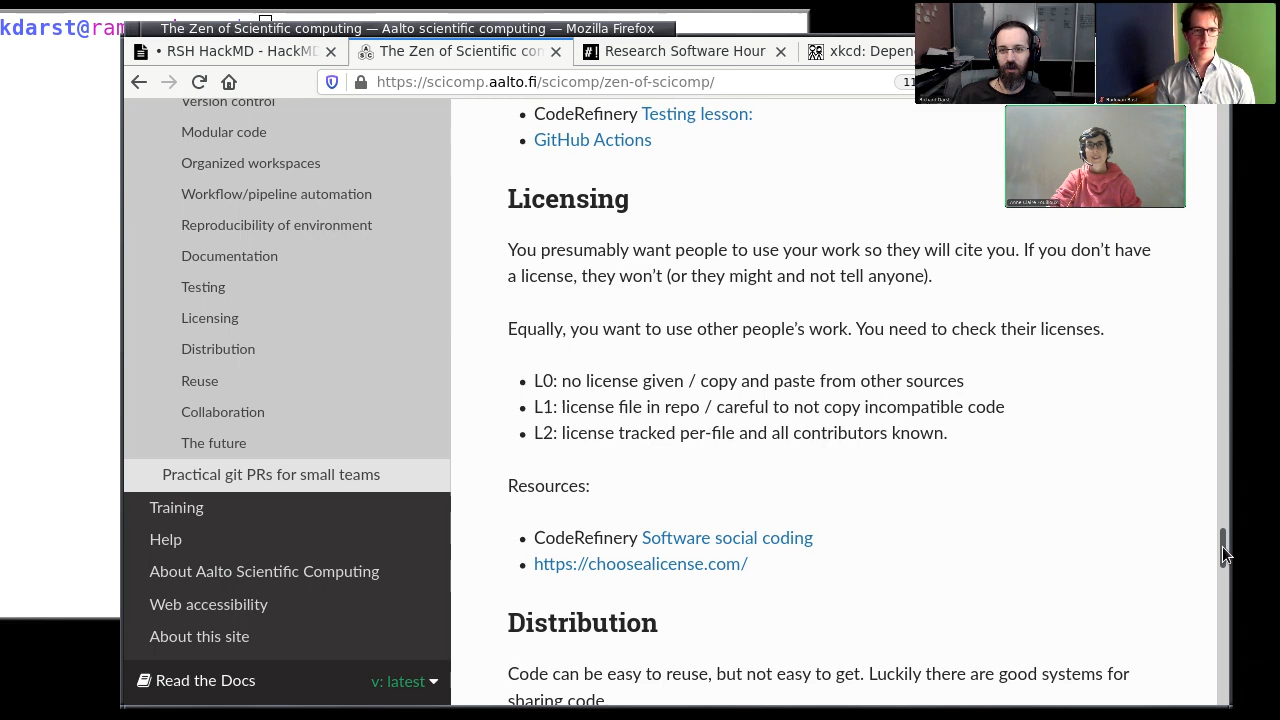 kdarst@ram
The Zen of Scientific computing — Aalto scientific computing — Mozilla Firefox
• RSH HackMD - HackMD
The Zen of Scientific con
Research Software Hour
xkcd: Depen
https://scicomp.aalto.fi/scicomp/zen-of-scicomp/
11
Version control
Modular code
Organized workspaces
Workflow/pipeline automation
Reproducibility of environment
Documentation
Testing
Licensing
Distribution
Reuse
Collaboration
The future
Practical git PRs for small teams
Training
Help
About Aalto Scientific Computing
Web accessibility
About this site
Read the Docs
v: latest
• CodeRefinery Testing lesson:
• GitHub Actions
Licensing
You presumably want people to use your work so they will cite you. If you don’t have
a license, they won’t (or they might and not tell anyone).
Equally, you want to use other people’s work. You need to check their licenses.
• L0: no license given / copy and paste from other sources
• L1: license file in repo / careful to not copy incompatible code
• L2: license tracked per-file and all contributors known.
Resources:
• CodeRefinery Software social coding
• https://choosealicense.com/
Distribution
Code can be easy to reuse, but not easy to get. Luckily there are good systems for
sharing code.
Richard Darst